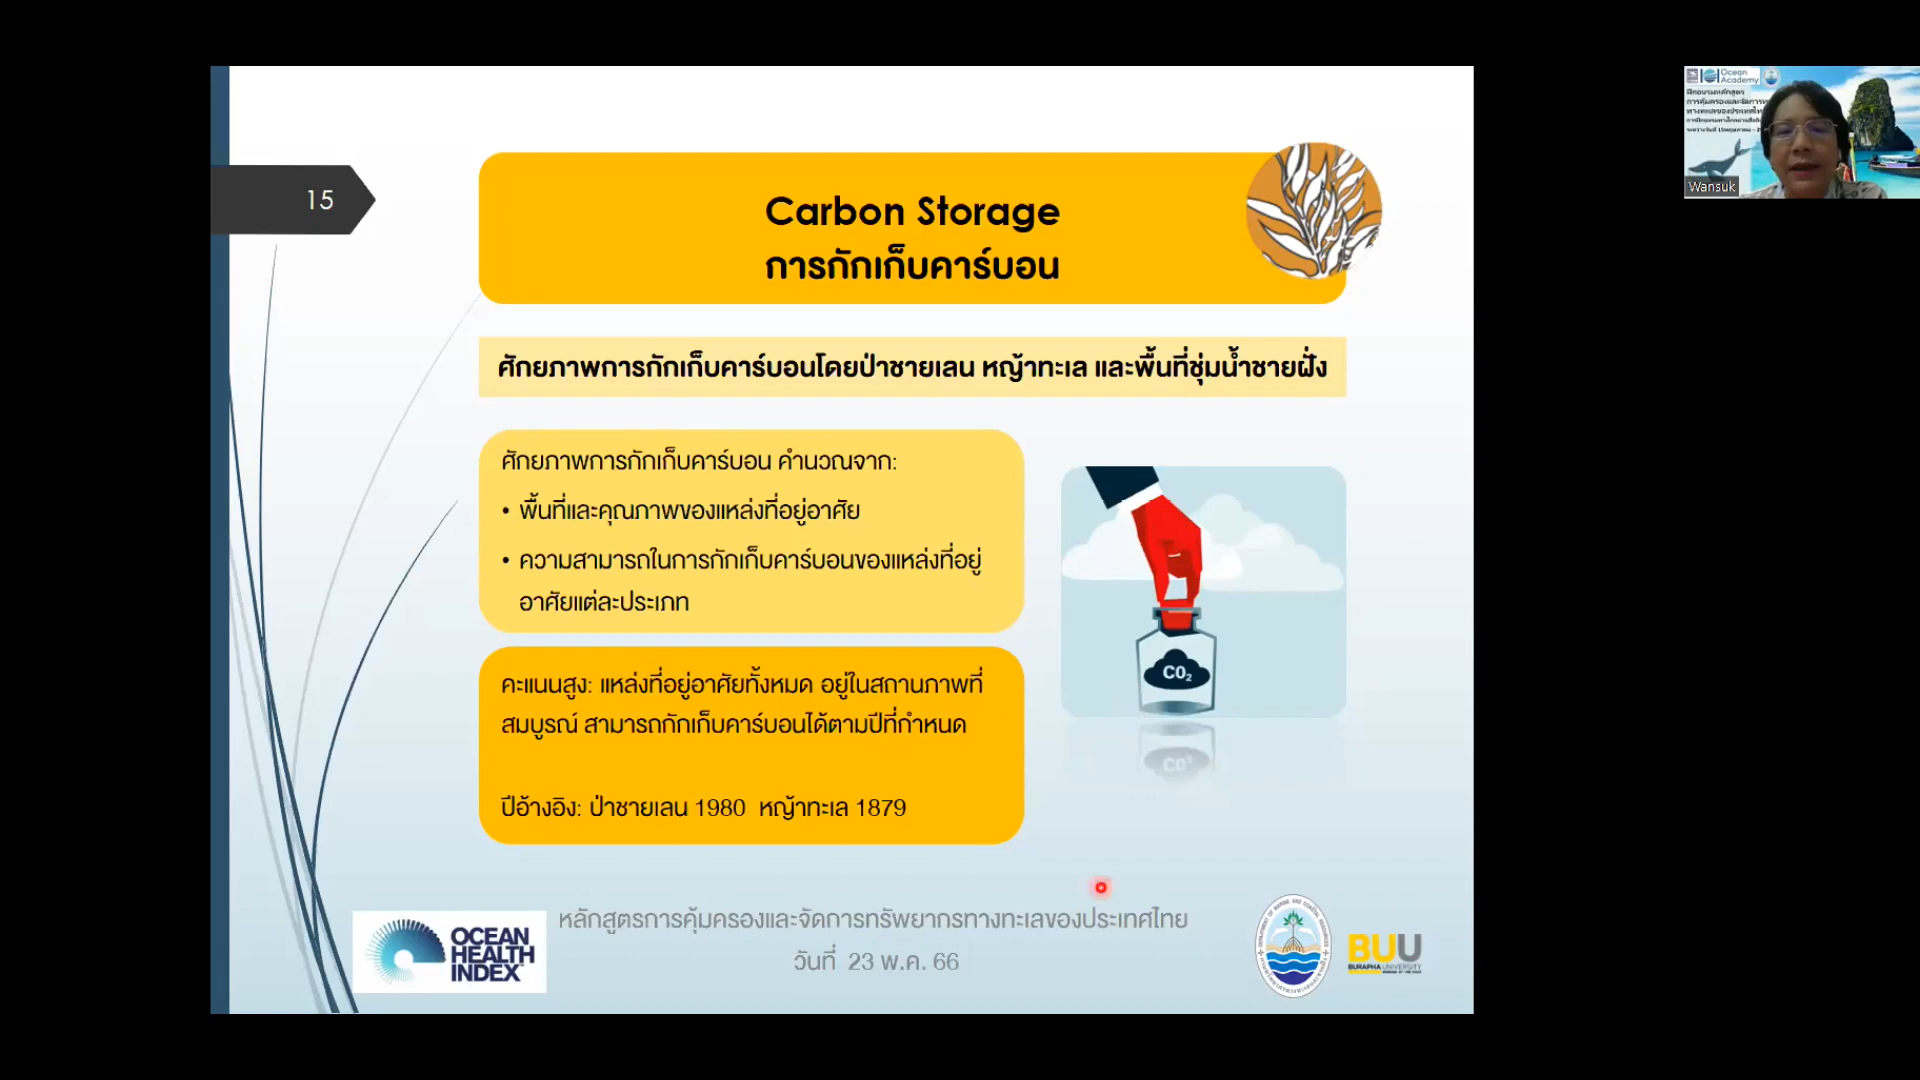 15
Carbon Storage
การกักเก็บคาร์บอน
ศักยภาพการกักเก็บคาร์บอนโดยป่าชายเลน หญ้าทะเล และพื้นที่ชุ่มน้ำชายฝั่ง
ศักยภาพการกักเก็บคาร์บอน คำนวณจาก:
• พื้นที่และคุณภาพของแหล่งที่อยู่อาศัย
• ความสามารถในการกักเก็บคาร์บอนของแหล่งที่อยู่
อาศัยแต่ละประเภท
คะแนนสูง: แหล่งที่อยู่อาศัยทั้งหมด อยู่ในสถานภาพที่
สมบูรณ์ สามารถกักเก็บคาร์บอนได้ตามปีที่กำหนด
ปีอ้างอิง: ป่าชายเลน 1980 หญ้าทะเล 1879
CO₂
หลักสูตรการคุ้มครองและจัดการทรัพยากรทางทะเลของประเทศไทย
วันที่ 23 พ.ค. 66
OCEAN
HEALTH
INDEX
BUU
BURAPHA UNIVERSITY
Ocean
Academy
Wansuk